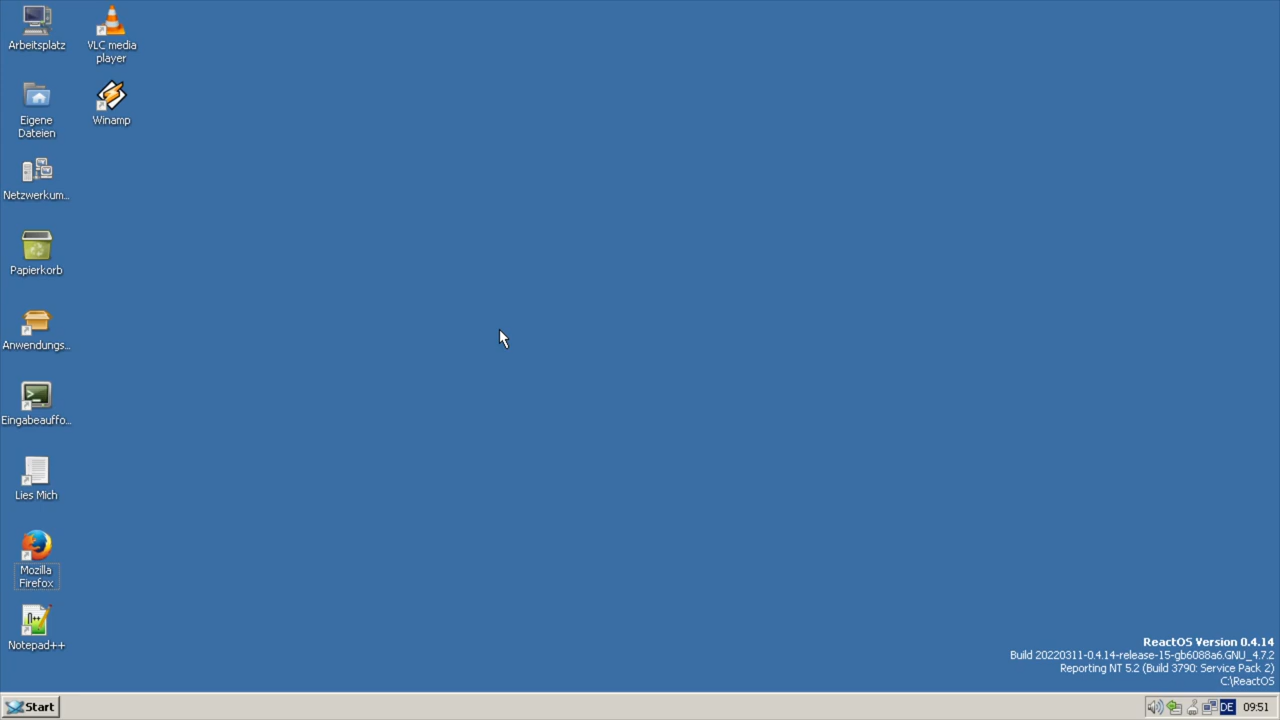 Arbeitsplatz
VLC media
player
Eigene
Dateien
Winamp
Netzwerkum...
Papierkorb
Anwendungs...
Eingabeauffo...
Lies Mich
Mozilla
Firefox
Notepad++
ReactOS Version 0.4.14
Build 20220311-0.4.14-release-15-gb6088a6.GNU_4.7.2
Reporting NT 5.2 (Build 3790: Service Pack 2)
C:\ReactOS
Start
DE
09:51